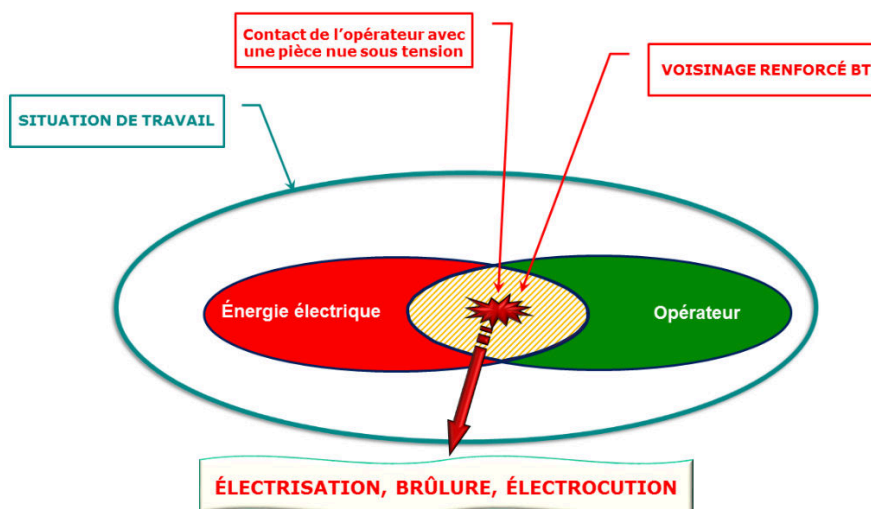 Contact de l'opérateur avec
une pièce nue sous tension
VOISINAGE RENFORCÉ BT
SITUATION DE TRAVAIL
Énergie électrique
Opérateur
ÉLECTRISATION, BRÛLURE, ÉLECTROCUTION